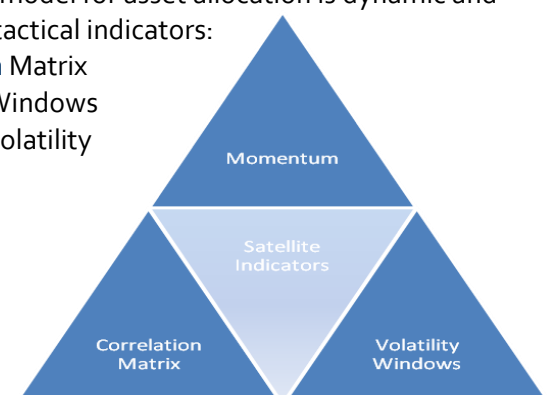 model for asset allocation is dynamic and
tactical indicators:
Matrix
Windows
olatility
Momentum
Satellite
Indicators
Correlation
Matrix
Volatility
Windows